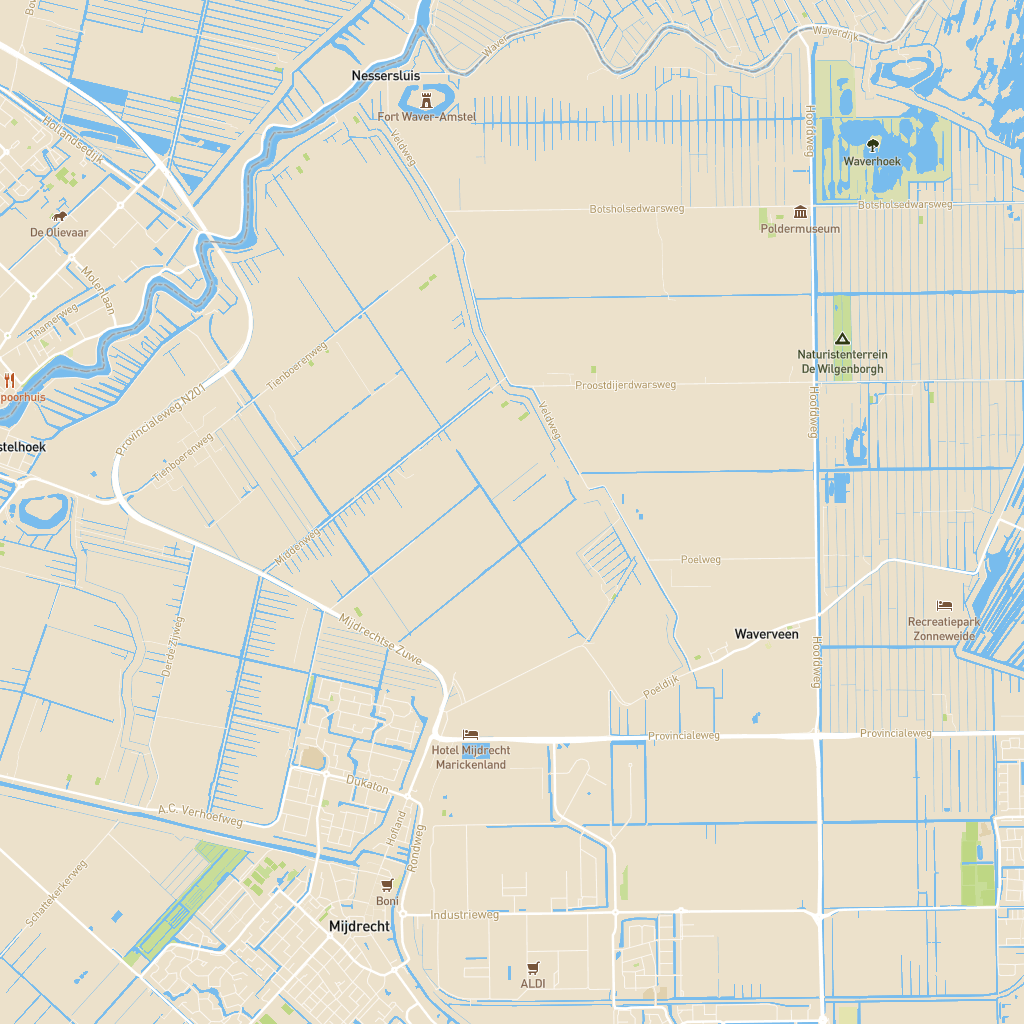 Waver
Waverdijk
Nessersluis
Fort Waver-Amstel
Hollandsedijk
Veldweg
Hoofdweg
Waverhoek
Botsholsedwarsweg
Botsholsedwarsweg
Poldermuseum
De Olievaar
Molenlaan
Thamerweg
Tienboerenweg
Naturistenterrein
De Wilgenborgh
Proostdijerdwarsweg
Provincialeweg N201
Veldweg
Hoofdweg
Tienboerenweg
Middenweg
Poelweg
Recreatiepark
Zonneweide
Waverveen
Mijdrechtse Zuwe
Derde Zijweg
Hoofdweg
Poeldijk
Provincialeweg
Provincialeweg
Hotel Mijdrecht
Marickenland
Dukaton
A.C. Verhoefweg
Hofland
Rondweg
Schattekerkerweg
Boni
Industrieweg
Mijdrecht
ALDI